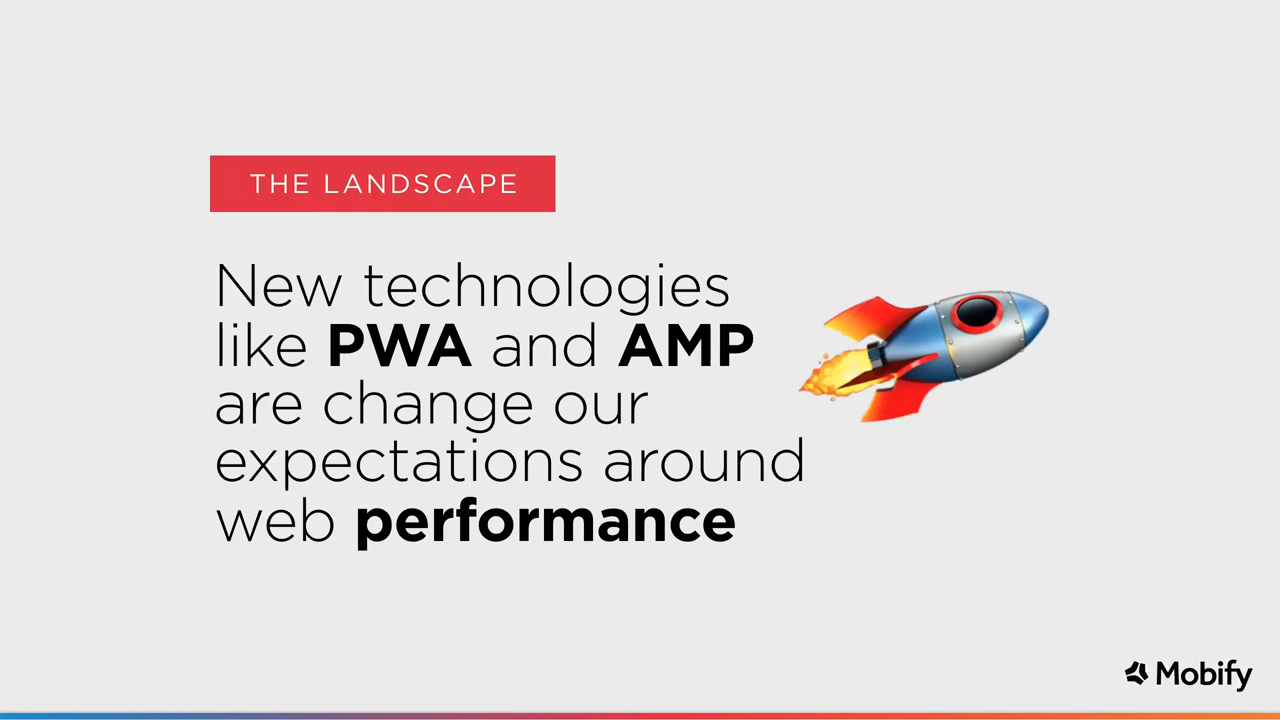 THE LANDSCAPE
New technologies
like PWA and AMP
are change our
expectations around
web performance
Mobify